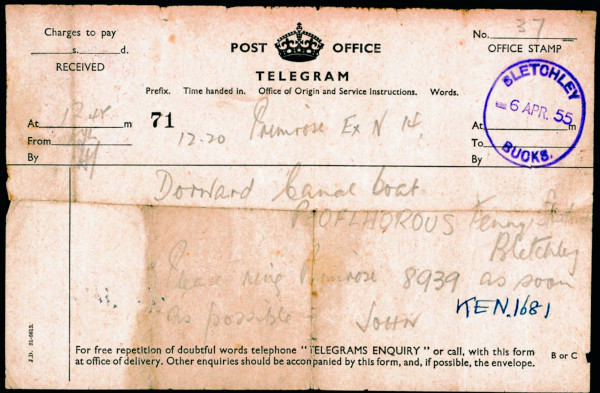 Charges to pay
s. d.
RECEIVED
POST OFFICE
TELEGRAM
No. 37
OFFICE STAMP
Prefix. Time handed in. Office of Origin and Service Instructions. Words.
BLETCHLEY
6 APR. 55
BUCKS.
At 12.48 m
From
By
71
12.20 Primrose Ex N 14
At m
To
By
Dorward Canal boat
Fenny
Bletchley
Please ring Primrose 8939 as soon
as possible = JOHN
KEN.1681
For free repetition of doubtful words telephone "TELEGRAMS ENQUIRY" or call, with this form
at office of delivery. Other enquiries should be accompanied by this form, and, if possible, the envelope.
B or C
J.D.